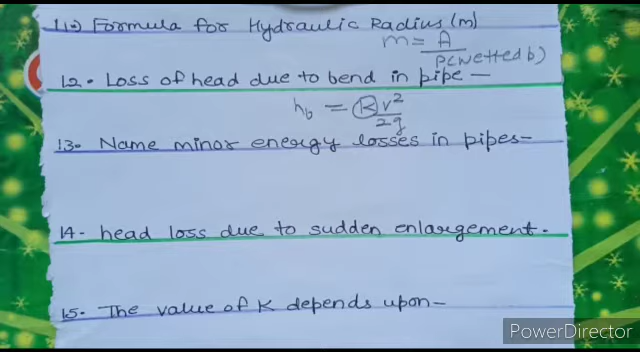 11.) Formula for Hydraulic Radius (m)
m = A / P(wetted b)
12. Loss of head due to bend in pipe —
h_b = K v² / 2g
13. Name minor energy losses in pipes-
14- head loss due to sudden enlargement.
15- The value of K depends upon-
PowerDirector